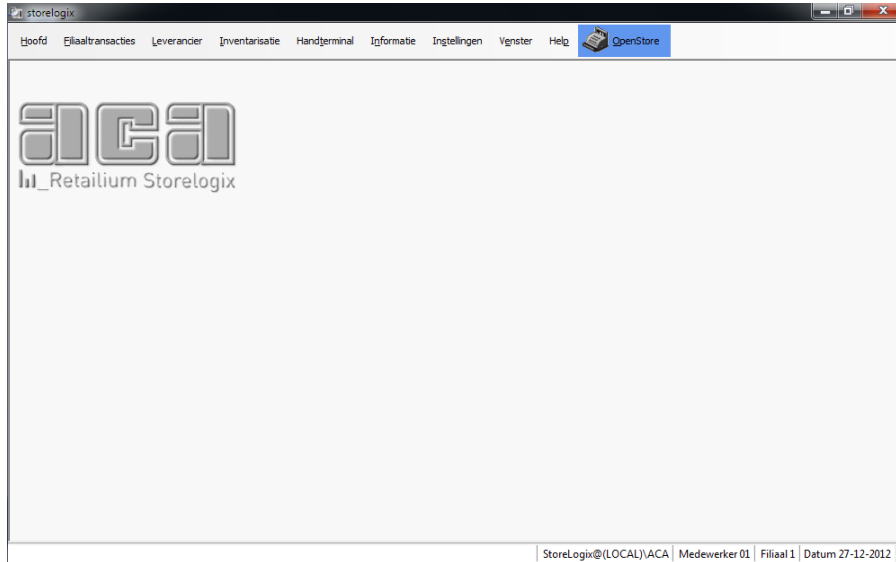 storelogix
Hoofd Filiaaltransacties Leverancier Inventarisatie Handterminal Informatie Instellingen Venster Help OpenStore
aca
Retailium Storelogix
StoreLogix@(LOCAL)\ACA Medewerker 01 Filiaal 1 Datum 27-12-2012